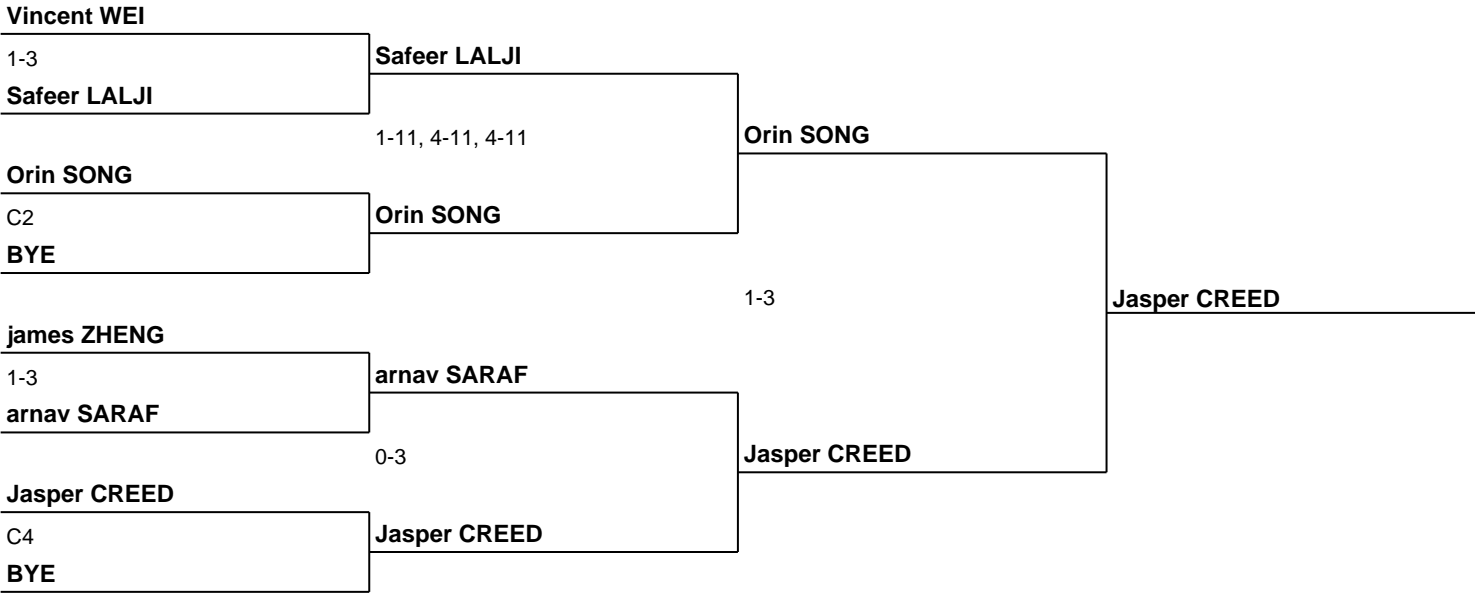 Vincent WEI
1-3
Safeer LALJI
Safeer LALJI
1-11, 4-11, 4-11
Orin SONG
Orin SONG
C2
Orin SONG
BYE
1-3
Jasper CREED
james ZHENG
1-3
arnav SARAF
arnav SARAF
0-3
Jasper CREED
Jasper CREED
C4
Jasper CREED
BYE